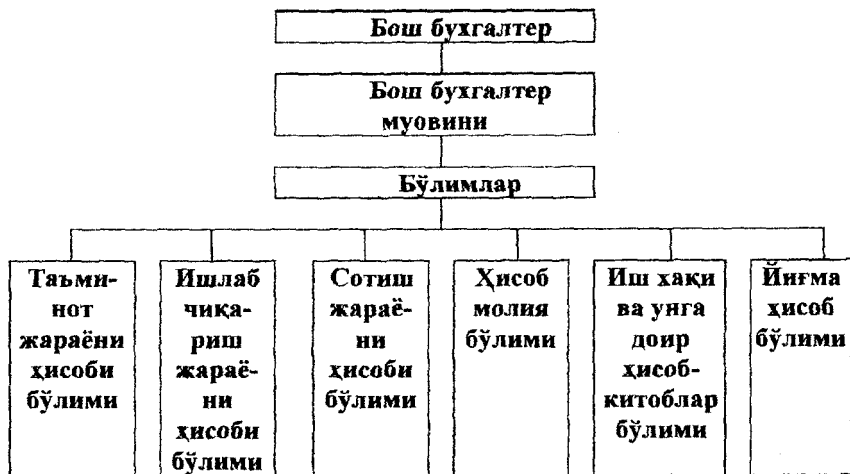 Бош бухгалтер
Бош бухгалтер
муовини
Бўлимлар
Таъми-
нот
жараёни
ҳисоби
бўлими
Ишлаб
чиқа-
риш
жараё-
ни
ҳисоби
бўлими
Сотиш
жараё-
ни
ҳисоби
бўлими
Ҳисоб
молия
бўлими
Иш хақи
ва унга
доир
ҳисоб-
китоблар
бўлими
Йиғма
ҳисоб
бўлими